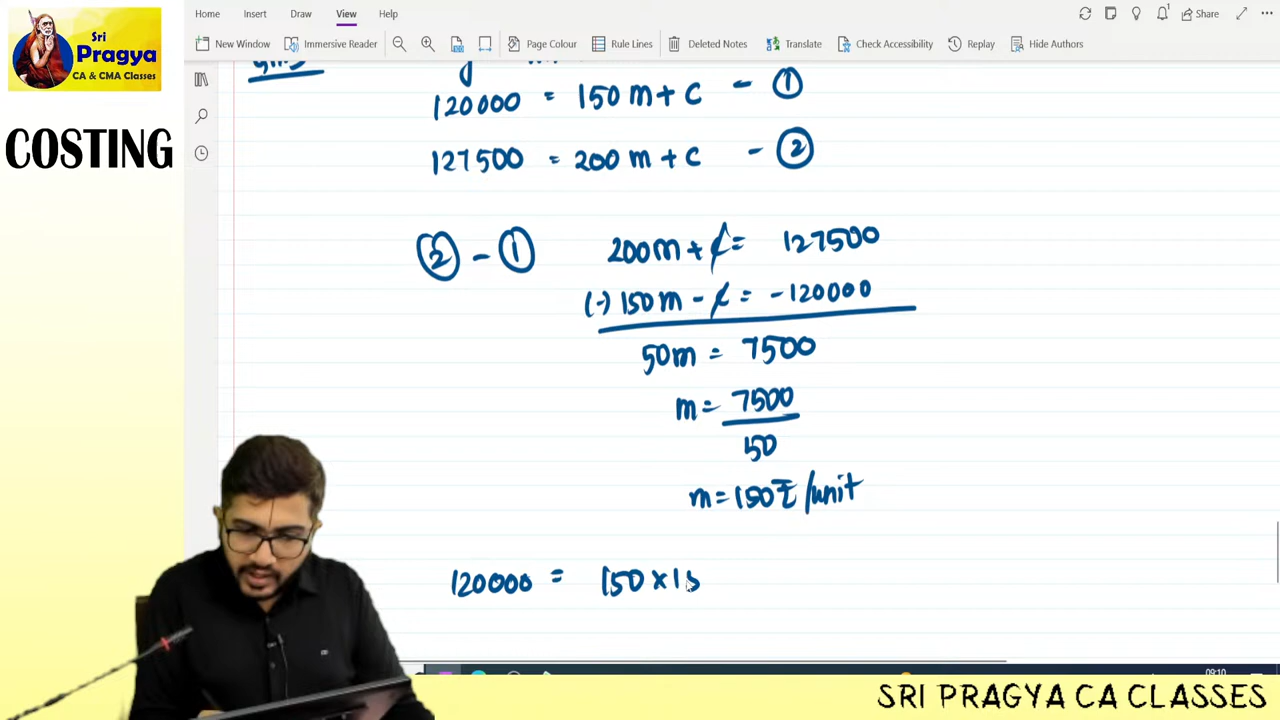 Home Insert Draw View Help
Share
New Window Immersive Reader Page Colour Rule Lines Deleted Notes Translate Check Accessibility Replay Hide Authors
Sri
Pragya
CA & CMA Classes
COSTING
120000 = 150 m + c - ①
127500 = 200 m + c - ②
② - ① 200m + c = 127500
(-) 150m - c = -120000
50m = 7500
m = 7500
50
m = 150₹ /unit
120000 = 150 × 15
09:10
SRI PRAGYA CA CLASSES